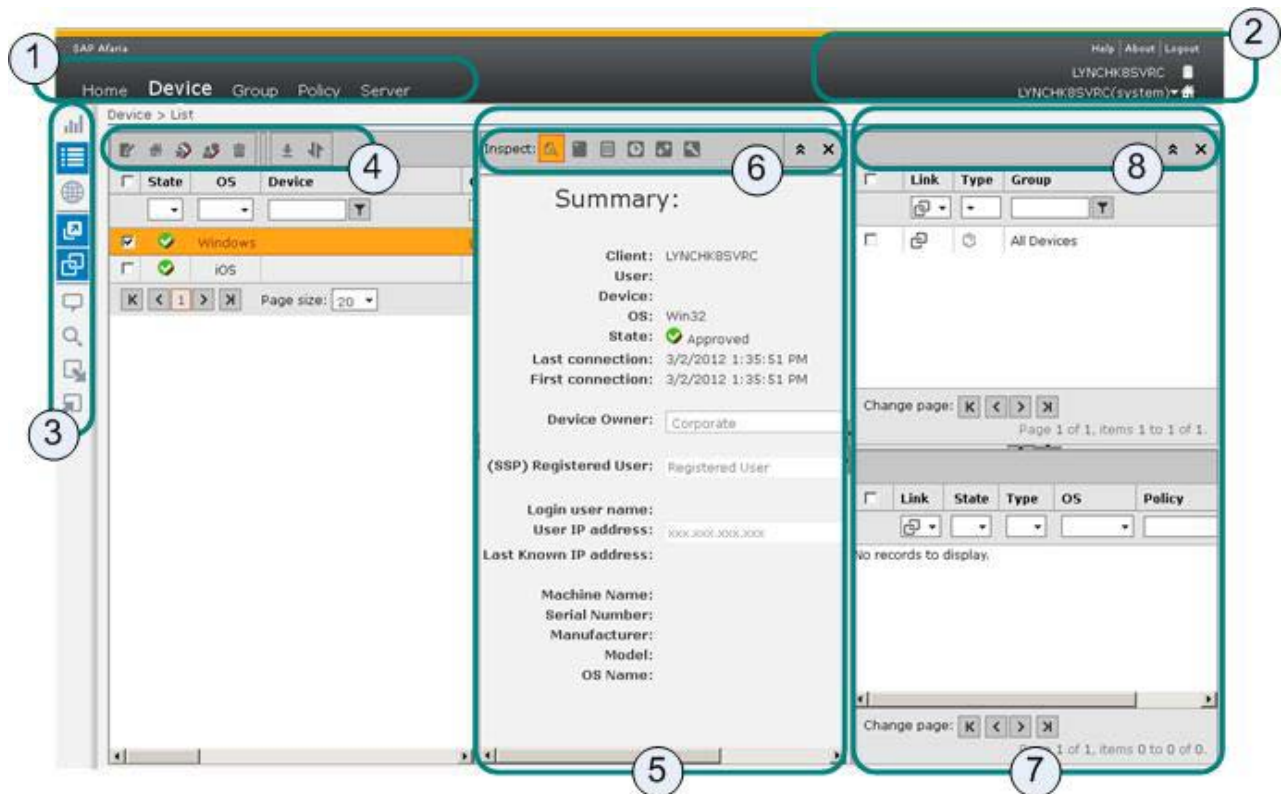 SAP Afaria
Help About Logout
LYNCHK8SVRC
LYNCHK8SVRC(system)
Home Device Group Policy Server
1
2
3
4
5
6
7
8
Device > List
State OS Device
Windows
iOS
1 Page size: 20
Inspect:
Summary:
Client: LYNCHK8SVRC
User:
Device:
OS: Win32
State: Approved
Last connection: 3/2/2012 1:35:51 PM
First connection: 3/2/2012 1:35:51 PM
Device Owner: Corporate
(SSP) Registered User: Registered User
Login user name:
User IP address: xxx.xxx.xxx.xxx
Last Known IP address:
Machine Name:
Serial Number:
Manufacturer:
Model:
OS Name:
Link Type Group
All Devices
Change page:
Page 1 of 1, items 1 to 1 of 1.
Link State Type OS Policy
No records to display.
Change page:
1 of 1, items 0 to 0 of 0.